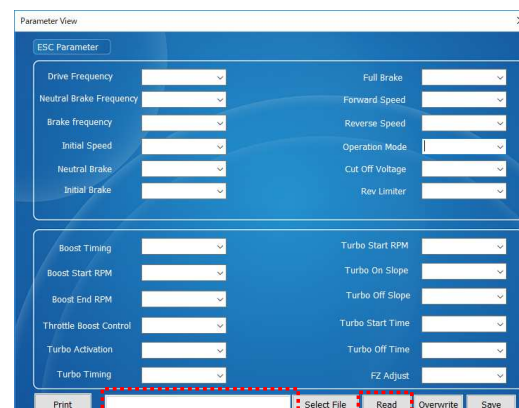 Parameter View
ESC Parameter
Drive Frequency
Full Brake
Neutral Brake Frequency
Forward Speed
Brake frequency
Reverse Speed
Initial Speed
Operation Mode
Neutral Brake
Cut Off Voltage
Initial Brake
Rev Limiter
Boost Timing
Turbo Start RPM
Boost Start RPM
Turbo On Slope
Boost End RPM
Turbo Off Slope
Throttle Boost Control
Turbo Start Time
Turbo Activation
Turbo Off Time
Turbo Timing
FZ Adjust
Print
Select File
Read
Overwrite
Save